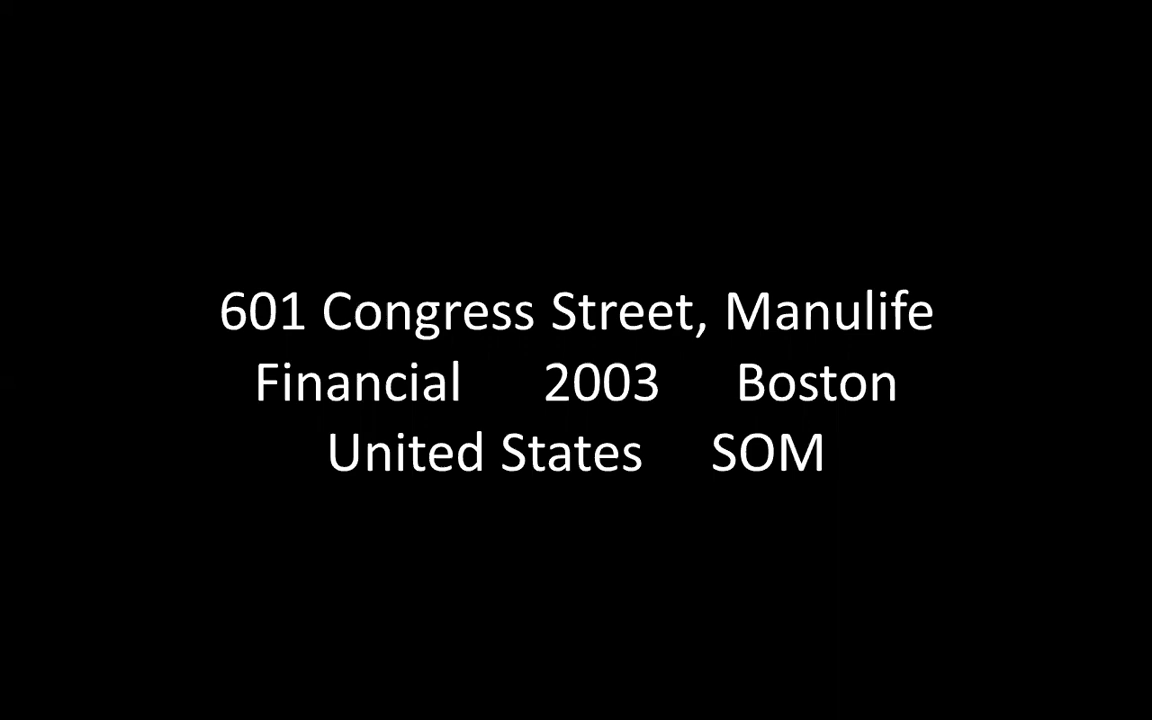 601 Congress Street, Manulife
Financial 2003 Boston
United States SOM